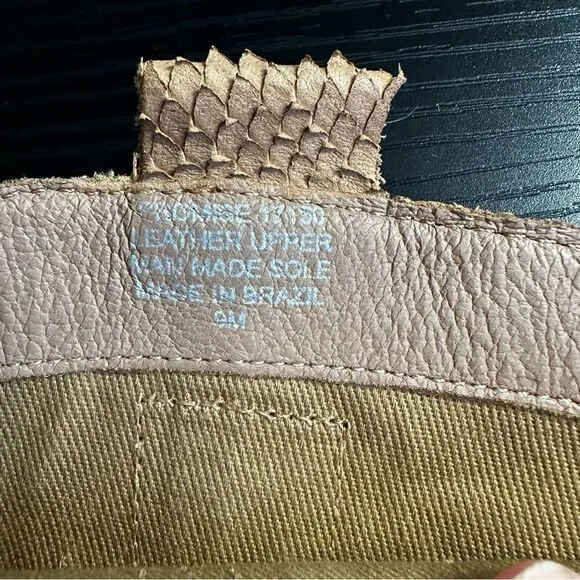 LEATHER UPPER
MAN MADE SOLE
MADE IN BRAZIL
9M